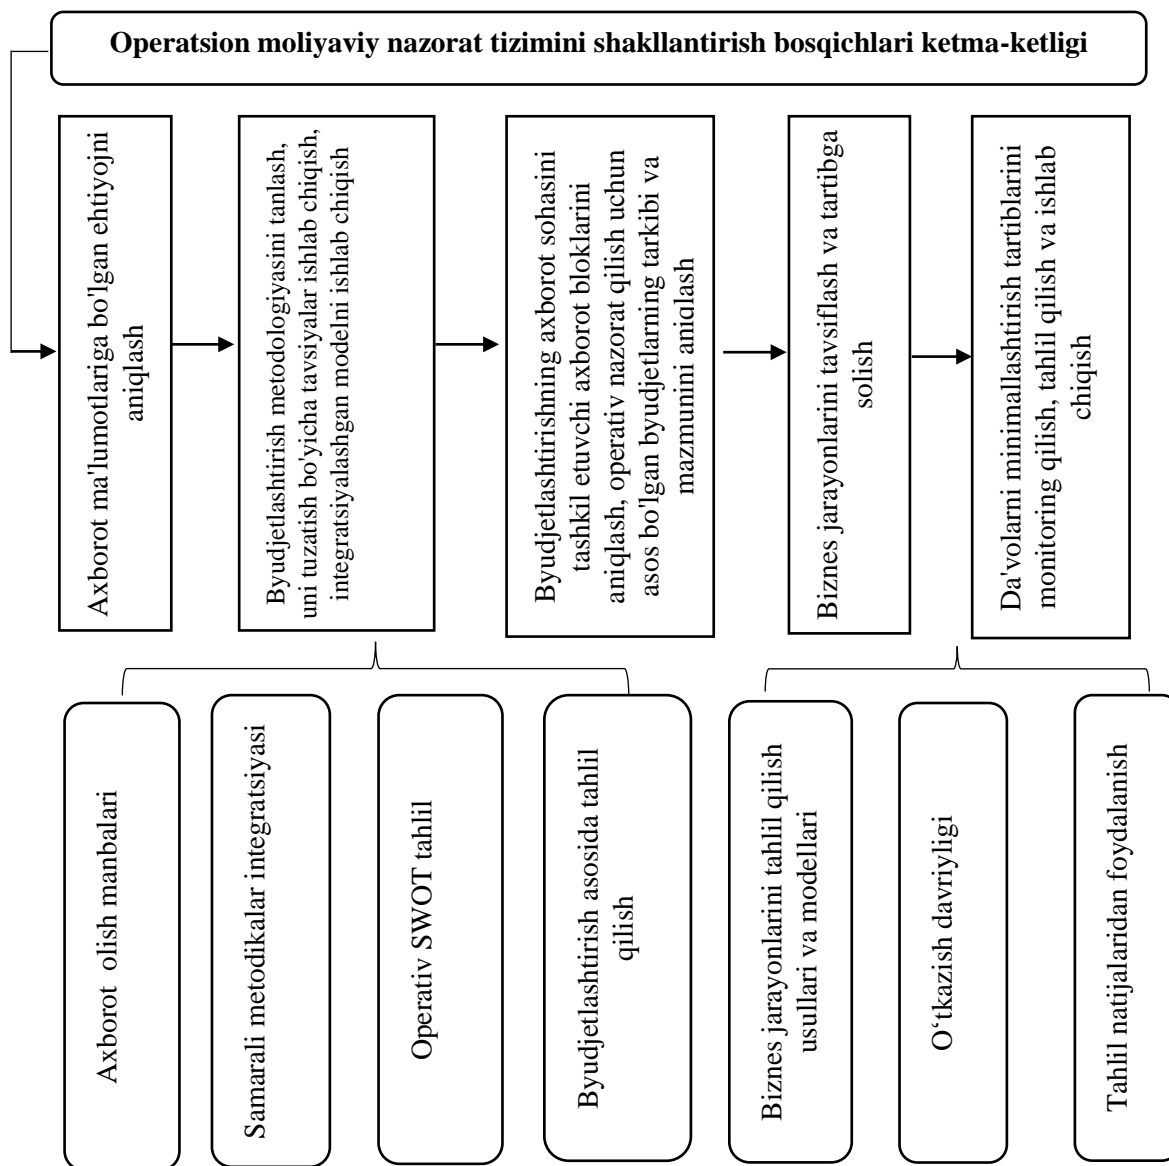 Operatsion moliyaviy nazorat tizimini shakllantirish bosqichlari ketma-ketligi
Axborot ma'lumotlariga bo'lgan ehtiyojni
aniqlash
Byudjetlashtirish metodologiyasini tanlash,
uni tuzatish bo'yicha tavsiyalar ishlab chiqish,
integratsiyalashgan modelni ishlab chiqish
Byudjetlashtirishning axborot sohasini
tashkil etuvchi axborot bloklarini
aniqlash, operativ nazorat qilish uchun
asos bo'lgan byudjetlarning tarkibi va
mazmunini aniqlash
Biznes jarayonlarini tavsiflash va tartibga
solish
Da'volarni minimallashtirish tartiblarini
monitoring qilish, tahlil qilish va ishlab
chiqish
Axborot olish manbalari
Samarali metodikalar integratsiyasi
Operativ SWOT tahlil
Byudjetlashtirish asosida tahlil
qilish
Biznes jarayonlarini tahlil qilish
usullari va modellari
O‘tkazish davriyligi
Tahlil natijalaridan foydalanish